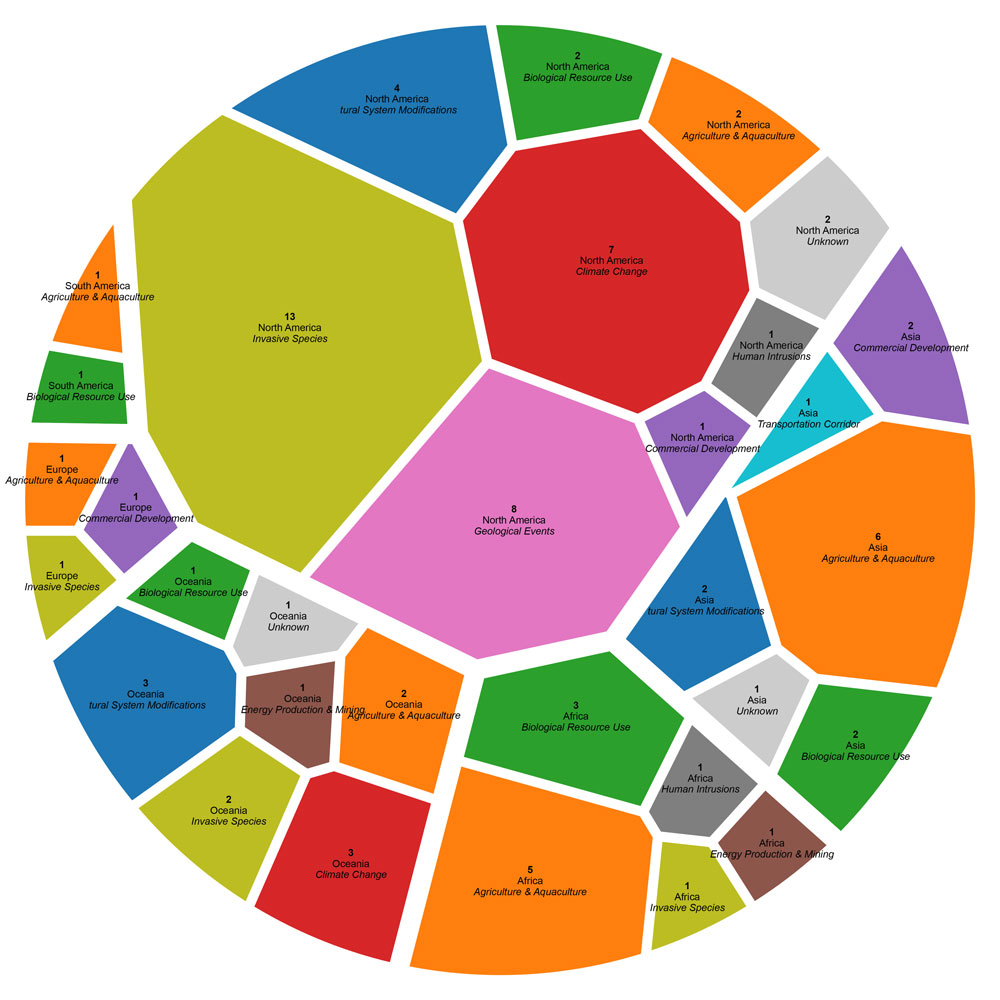 2
North America
Biological Resource Use
4
North America
tural System Modifications
2
North America
Agriculture & Aquaculture
2
North America
Unknown
7
North America
Climate Change
1
South America
Agriculture & Aquaculture
13
North America
Invasive Species
1
North America
Human Intrusions
2
Asia
Commercial Development
1
South America
Biological Resource Use
1
Asia
Transportation Corridor
1
North America
Commercial Development
1
Europe
Agriculture & Aquaculture
1
Europe
Commercial Development
8
North America
Geological Events
6
Asia
Agriculture & Aquaculture
1
Europe
Invasive Species
1
Oceania
Biological Resource Use
2
Asia
tural System Modifications
1
Oceania
Unknown
3
Oceania
tural System Modifications
1
Oceania
Energy Production & Mining
2
Oceania
Agriculture & Aquaculture
3
Africa
Biological Resource Use
1
Asia
Unknown
2
Asia
Biological Resource Use
1
Africa
Human Intrusions
2
Oceania
Invasive Species
3
Oceania
Climate Change
5
Africa
Agriculture & Aquaculture
1
Africa
Energy Production & Mining
1
Africa
Invasive Species